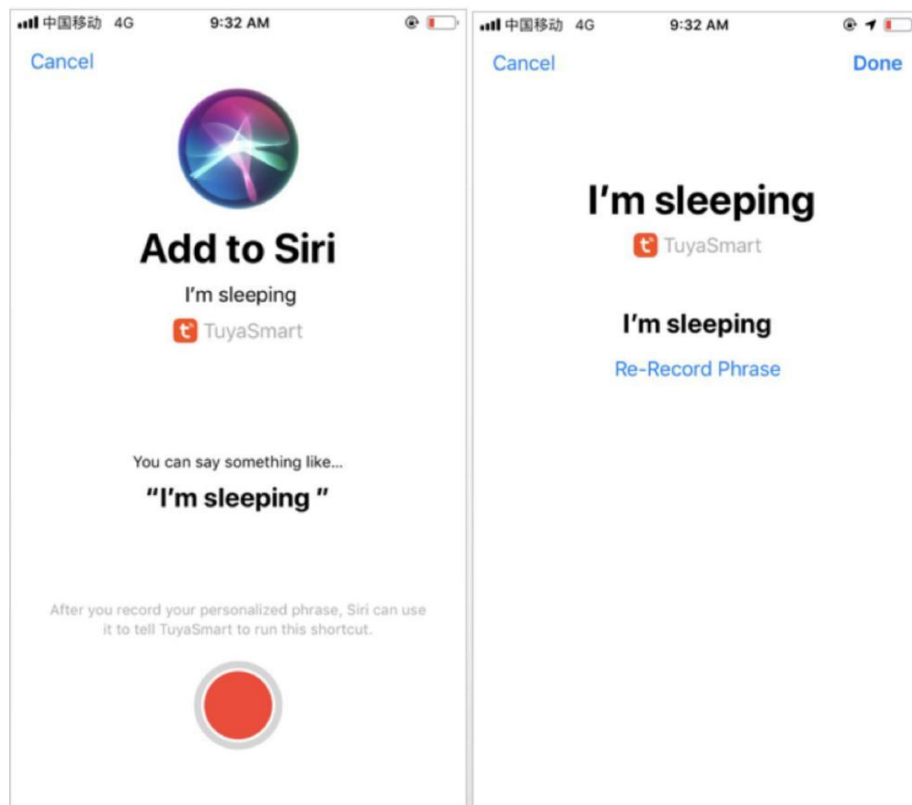 中国移动 4G 9:32 AM
Cancel
Add to Siri
I'm sleeping
TuyaSmart
You can say something like...
“I'm sleeping ”
After you record your personalized phrase, Siri can use
it to tell TuyaSmart to run this shortcut.
中国移动 4G 9:32 AM
Cancel Done
I'm sleeping
TuyaSmart
I'm sleeping
Re-Record Phrase